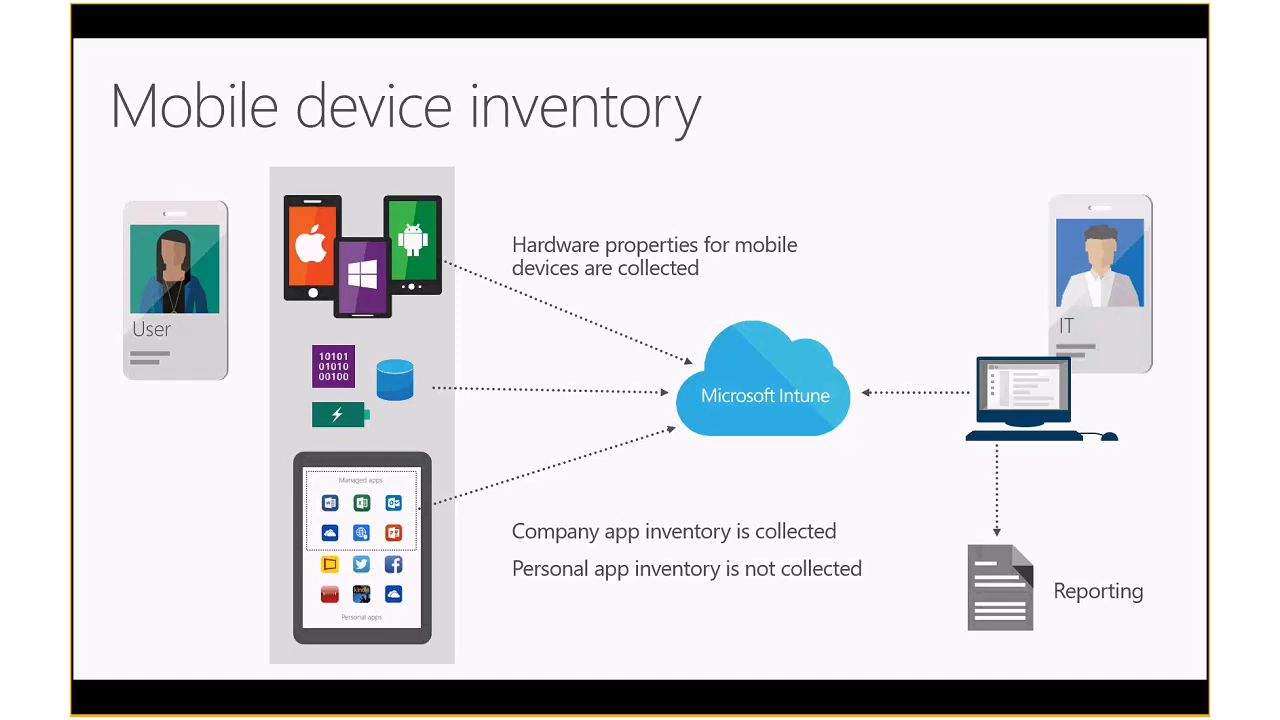 Mobile device inventory
User
Hardware properties for mobile
devices are collected
IT
10101
01010
00100
Microsoft Intune
Managed apps
kindle
Personal apps
Company app inventory is collected
Personal app inventory is not collected
Reporting